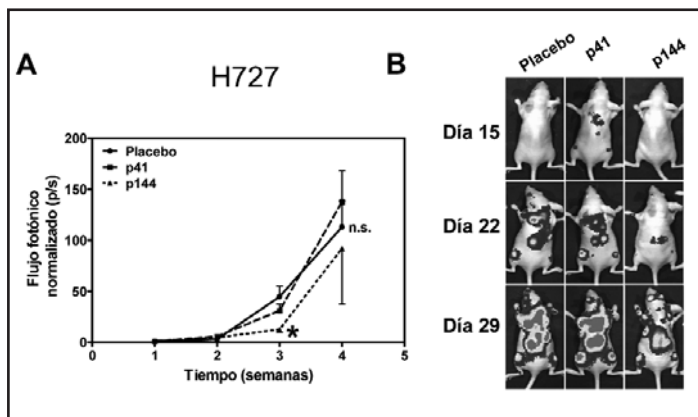 A
H727
Flujo fotónico
normalizado (p/s)
200
150
100
50
0
Placebo
p41
p144
n.s.
*
0
1
2
3
4
5
Tiempo (semanas)
B
Placebo
p41
p144
Día 15
Día 22
Día 29